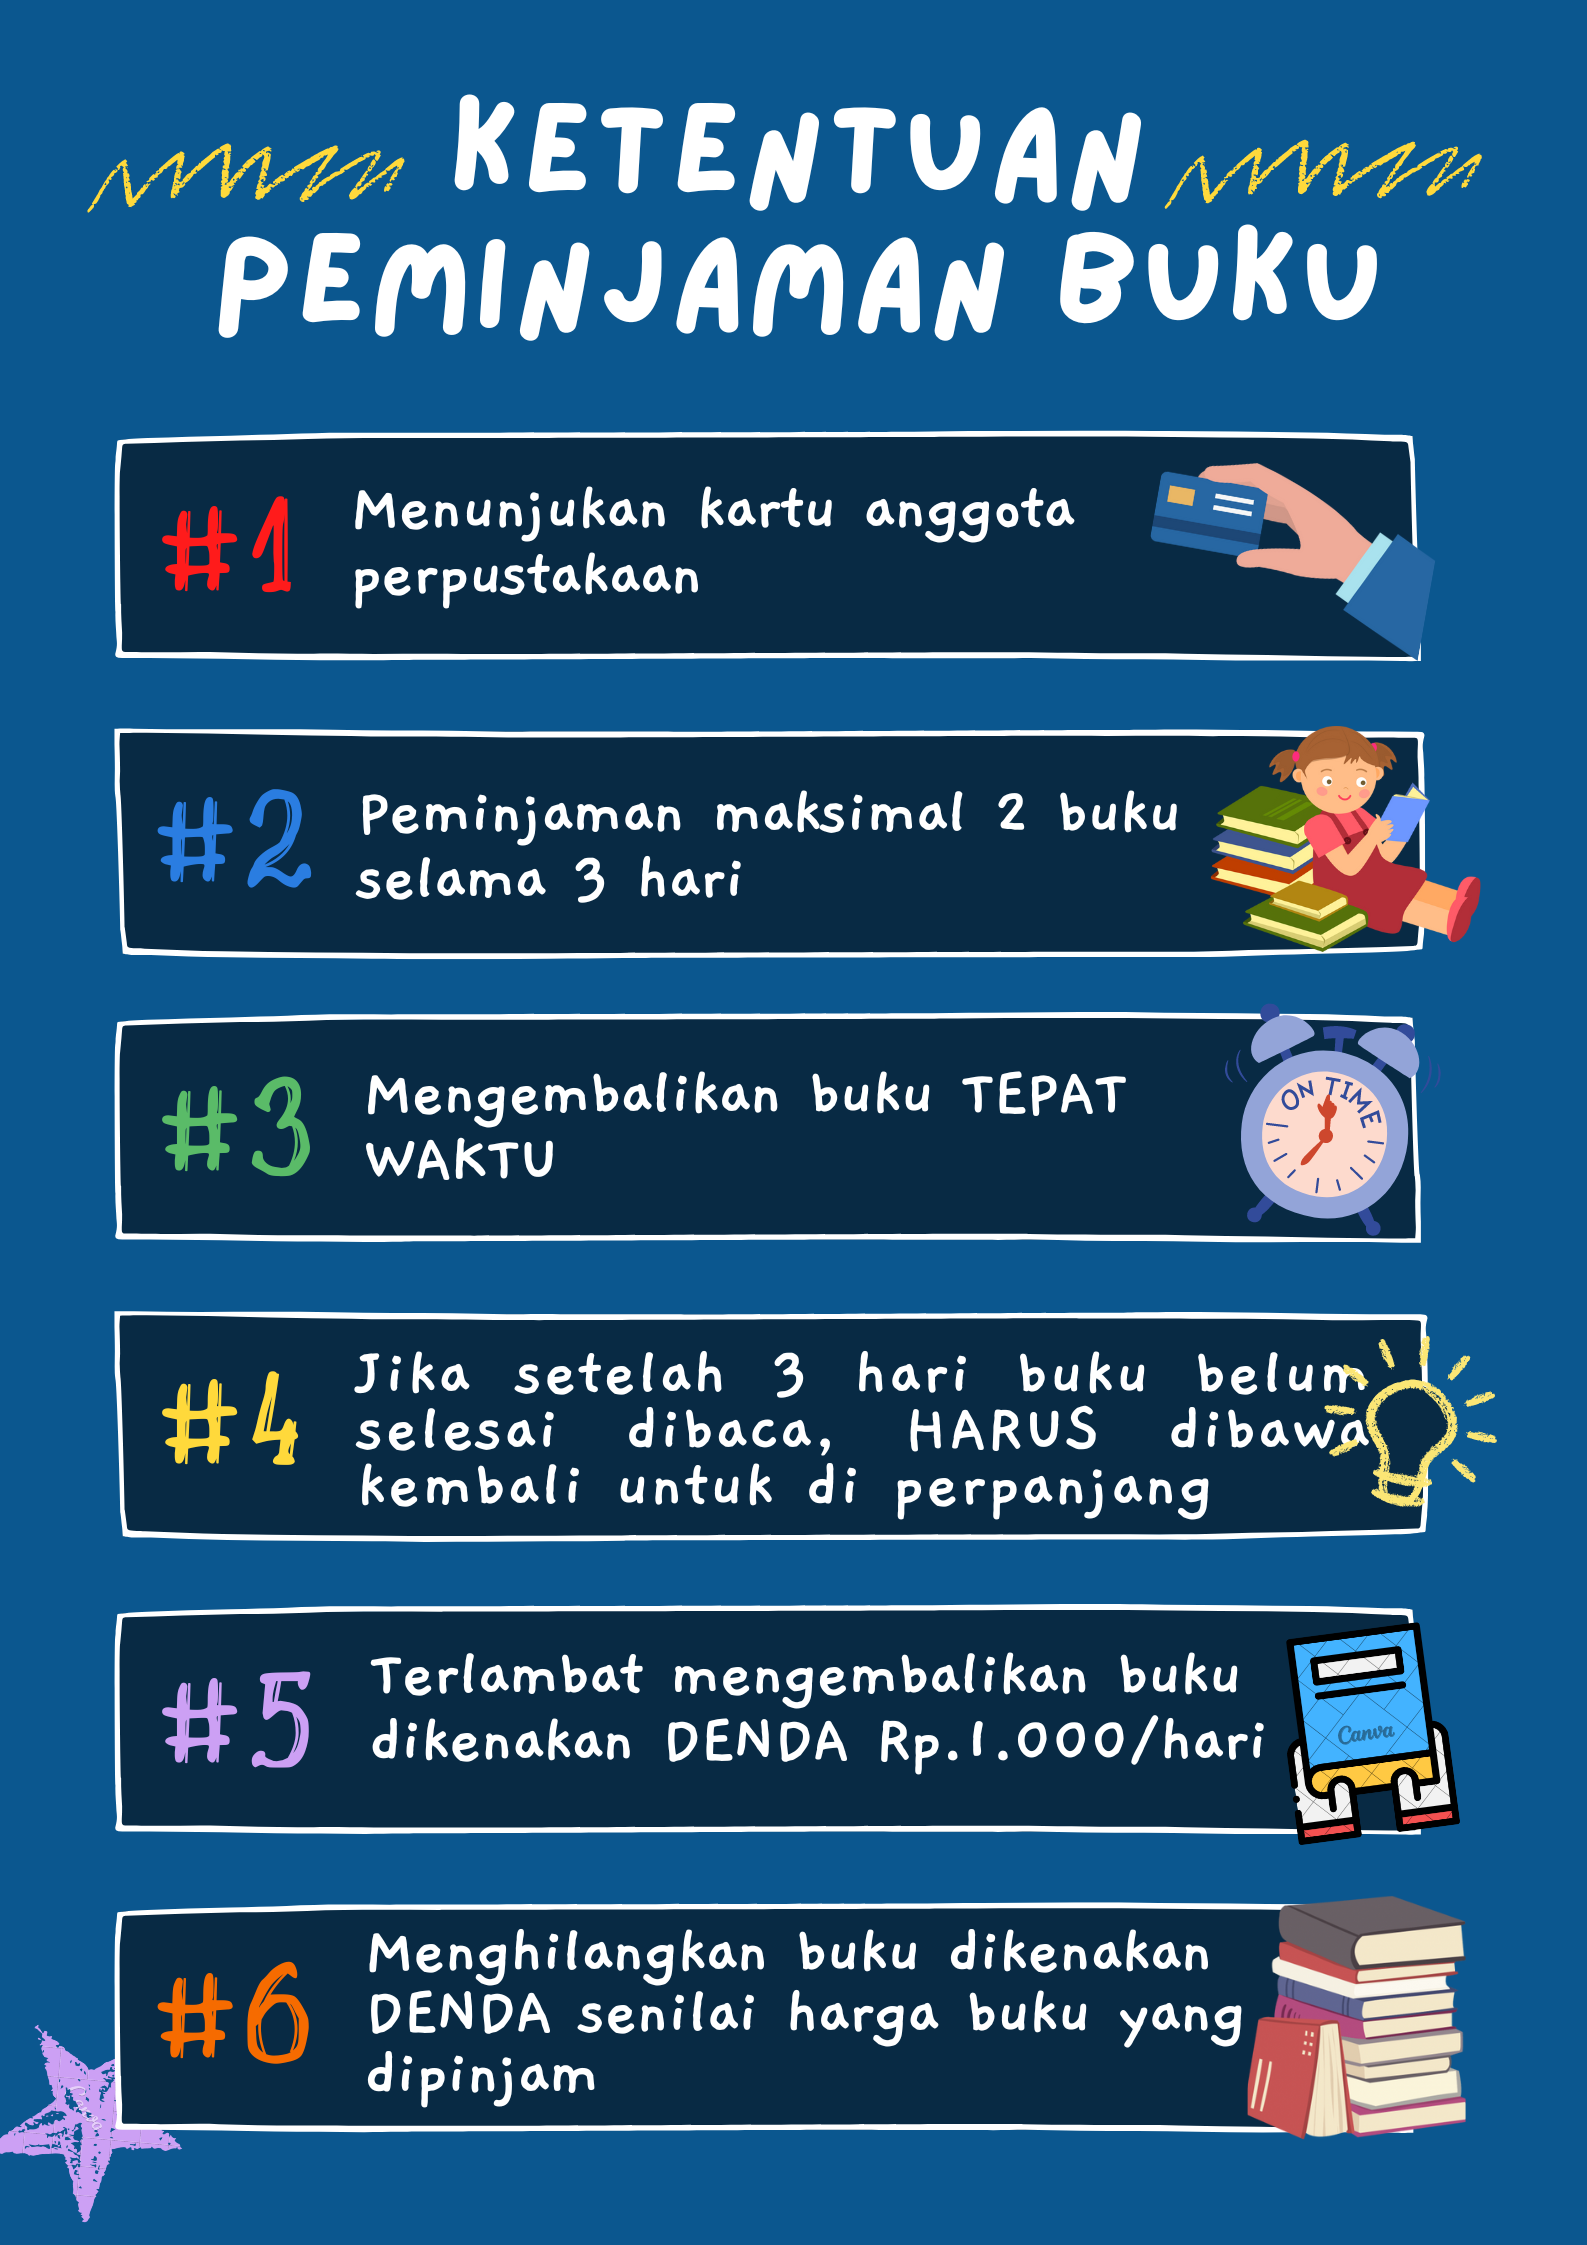 KETENTUAN
PEMINJAMAN BUKU
#1
Menunjukan kartu anggota
perpustakaan
#2
Peminjaman maksimal 2 buku
selama 3 hari
#3
Mengembalikan buku TEPAT
WAKTU
ON TIME
#4
Jika setelah 3 hari buku belum
selesai dibaca, HARUS dibawa
kembali untuk di perpanjang
#5
Terlambat mengembalikan buku
dikenakan DENDA Rp.1.000/hari
Canva
#6
Menghilangkan buku dikenakan
DENDA senilai harga buku yang
dipinjam
Canva